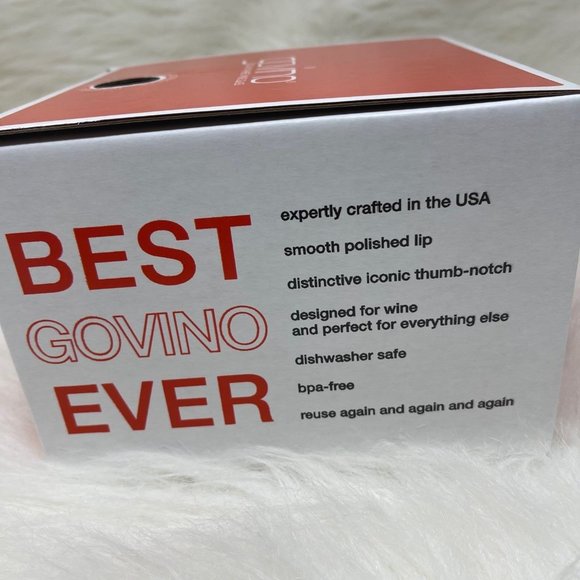 BEST
GOVINO
EVER
expertly crafted in the USA
smooth polished lip
distinctive iconic thumb-notch
designed for wine
and perfect for everything else
dishwasher safe
bpa-free
reuse again and again and again